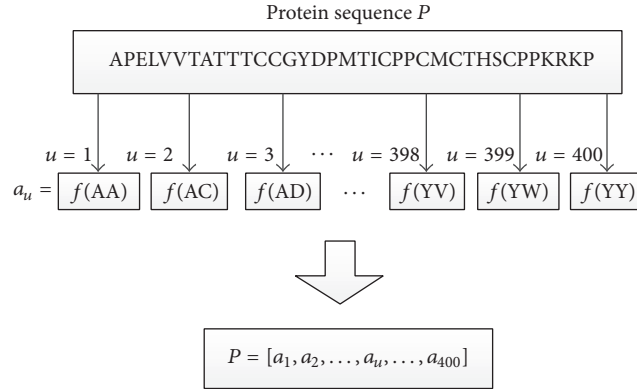 Protein sequence P
APELVVTATTTCCGYDPMTICPPCMCTHSCPPKRKP
u = 1 u = 2 u = 3 ⋯ u = 398 u = 399 u = 400
a_u = f(AA) f(AC) f(AD) ⋯ f(YV) f(YW) f(YY)
P = [a_1, a_2, . . . , a_u, . . . , a_400]